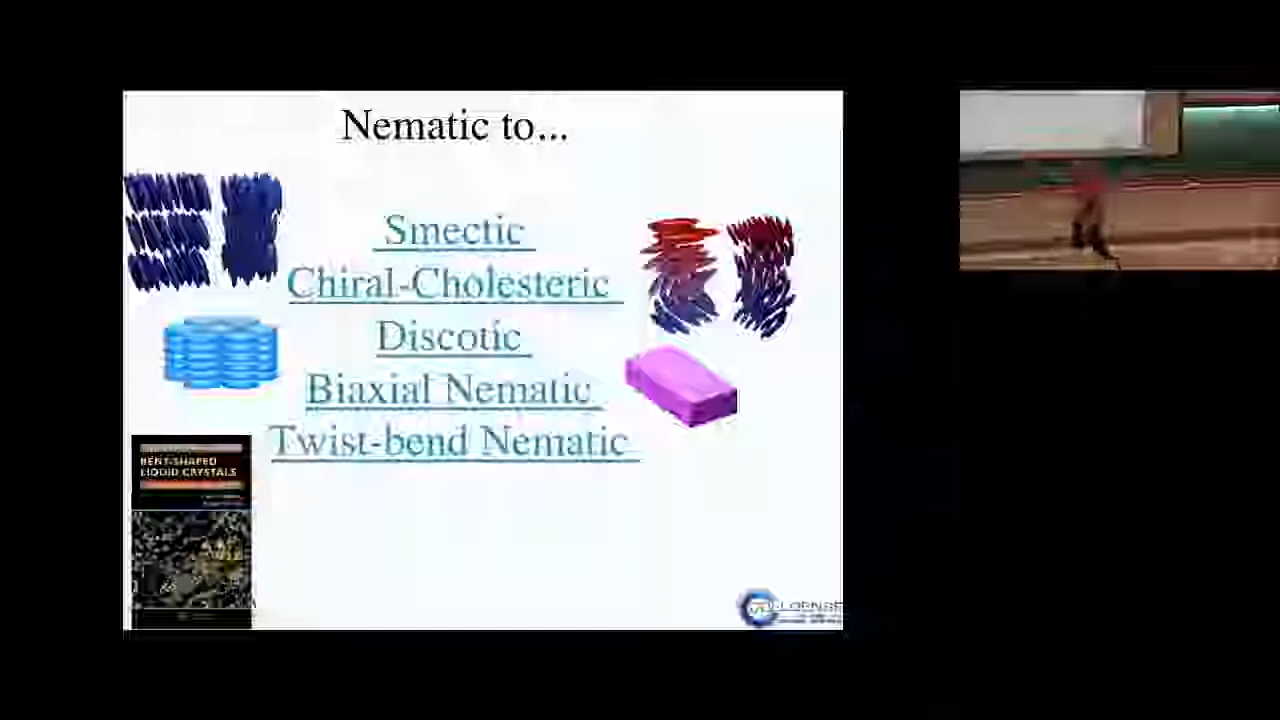 Nematic to...
Smectic
Chiral-Cholesteric
Discotic
Biaxial Nematic
Twist-bend Nematic
BENT-SHAPED
LIQUID CRYSTALS